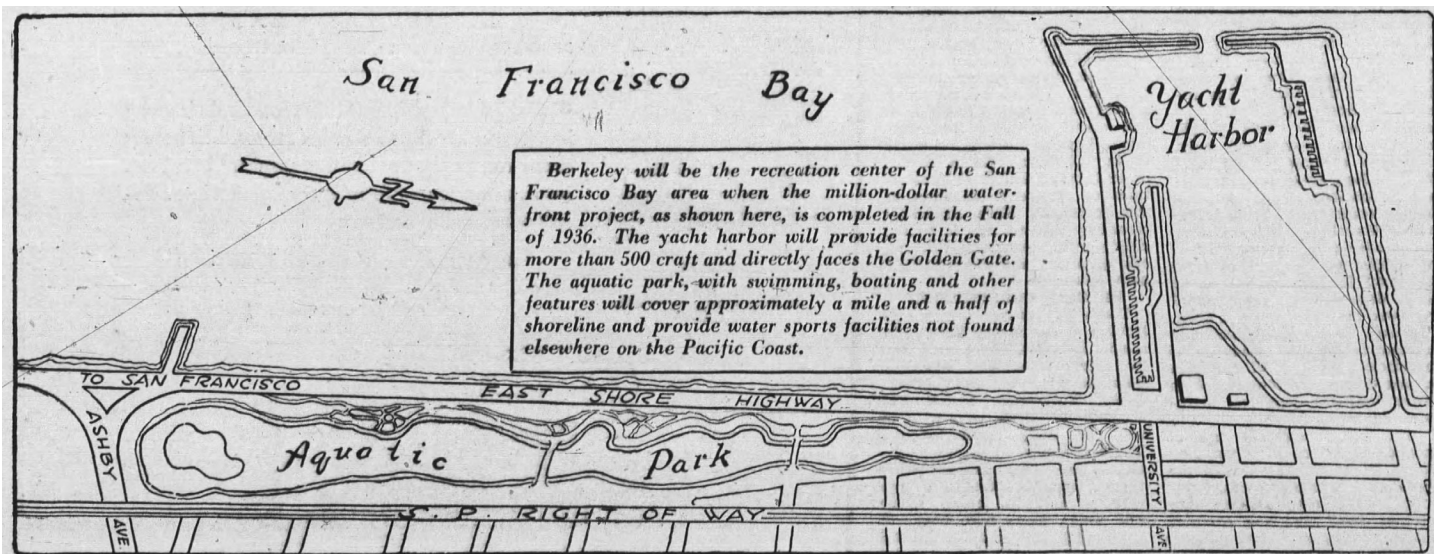 San Francisco Bay
Yacht
Harbor
N
Berkeley will be the recreation center of the San
Francisco Bay area when the million-dollar water-
front project, as shown here, is completed in the Fall
of 1936. The yacht harbor will provide facilities for
more than 500 craft and directly faces the Golden Gate.
The aquatic park, with swimming, boating and other
features will cover approximately a mile and a half of
shoreline and provide water sports facilities not found
elsewhere on the Pacific Coast.
TO SAN FRANCISCO
EAST SHORE HIGHWAY
ASHBY AVE.
Aquatic Park
UNIVERSITY AVE
S. P. RIGHT OF WAY